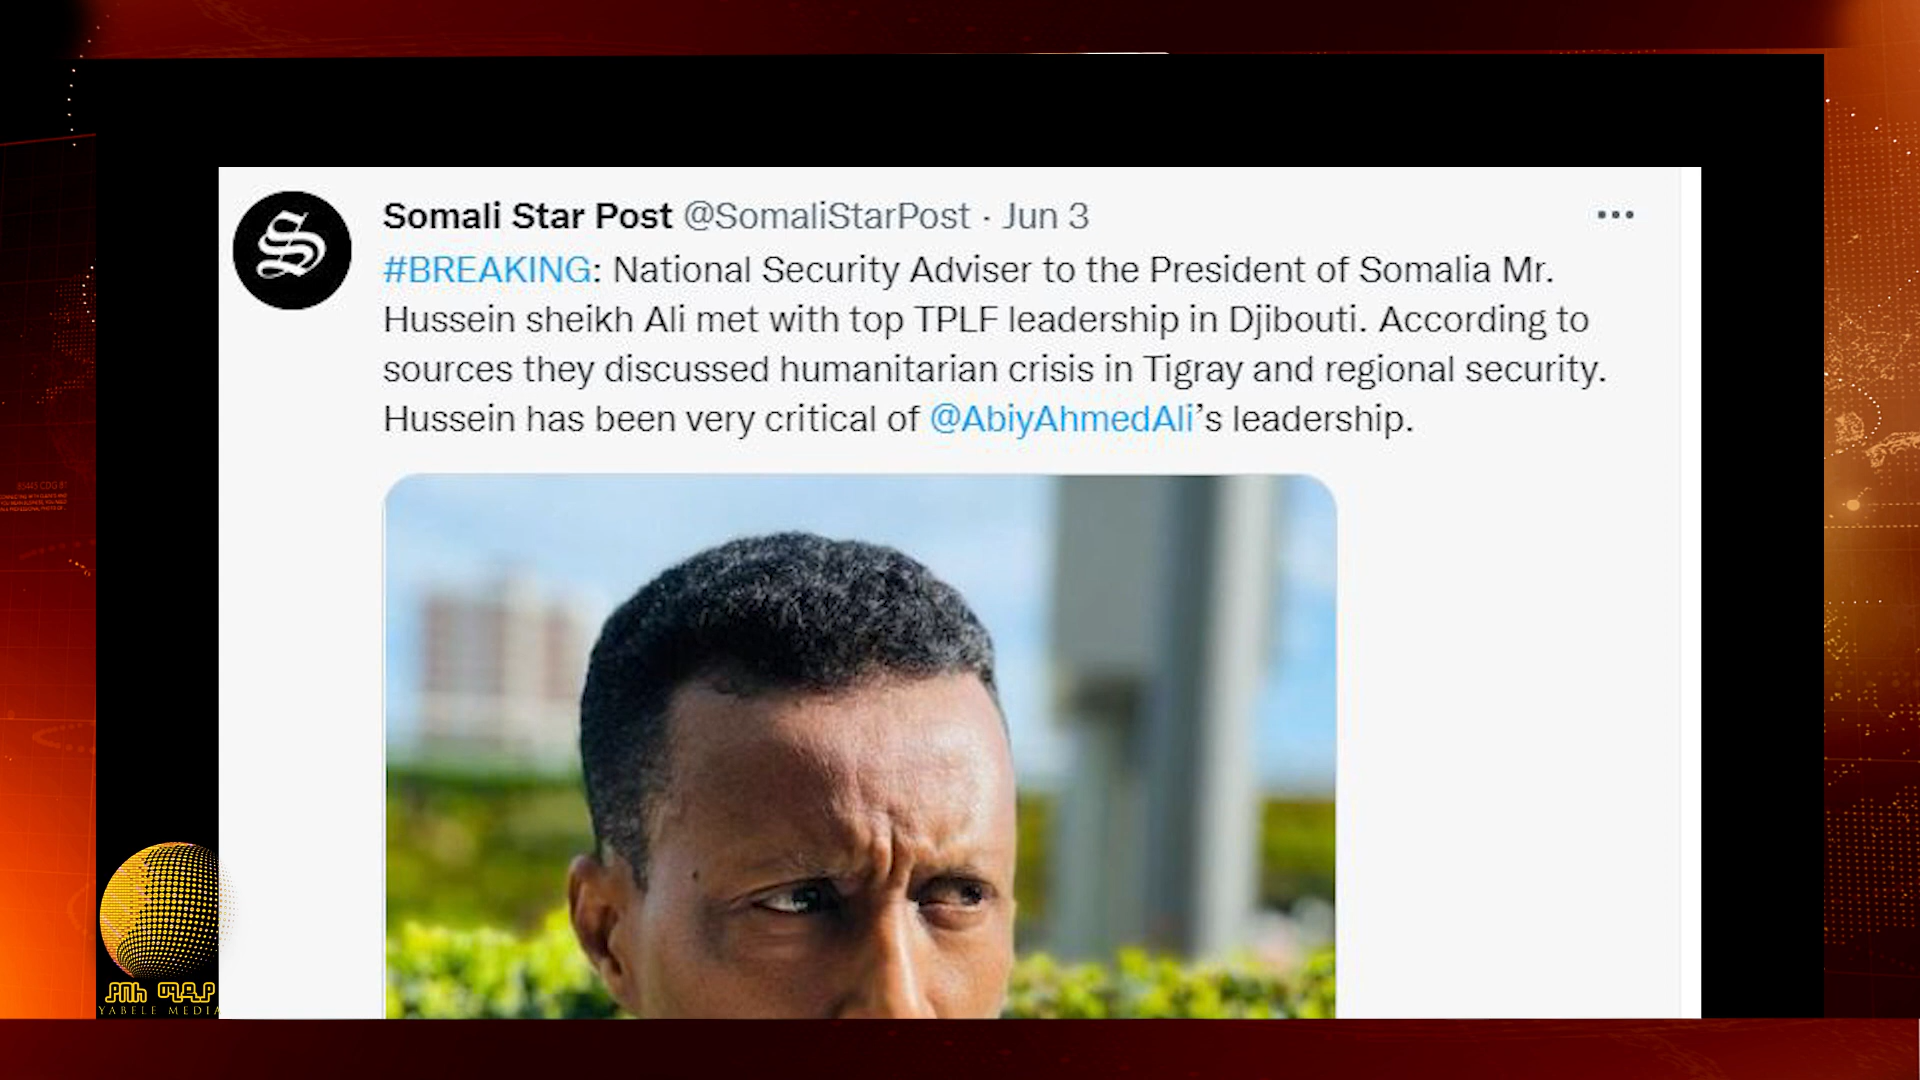 Somali Star Post @SomaliStarPost · Jun 3
#BREAKING: National Security Adviser to the President of Somalia Mr.
Hussein sheikh Ali met with top TPLF leadership in Djibouti. According to
sources they discussed humanitarian crisis in Tigray and regional security.
Hussein has been very critical of @AbiyAhmedAli’s leadership.
ያበሌ ሚዲያ
YABELE MEDIA